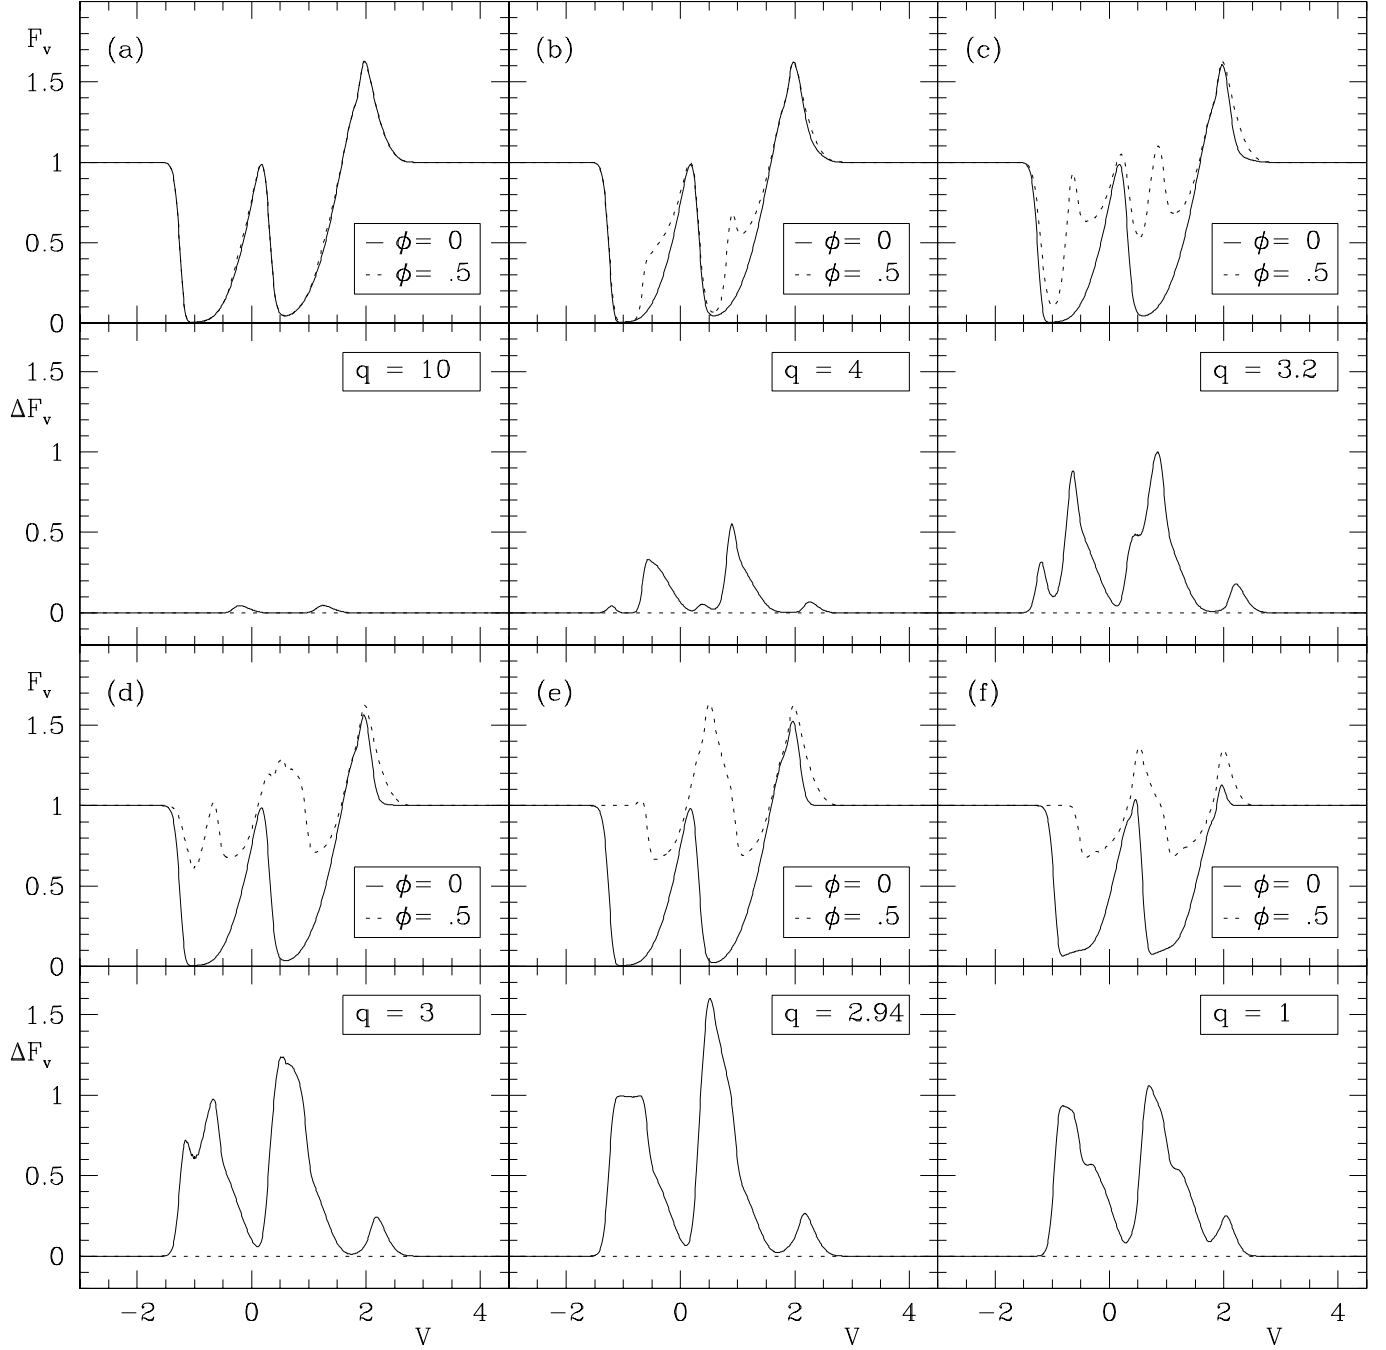 F_v
(a)
(b)
(c)
1.5
1
0.5
0
— φ= 0
- - φ= .5
— φ= 0
- - φ= .5
— φ= 0
- - φ= .5
q = 10
q = 4
q = 3.2
1.5
ΔF_v
1
0.5
0
F_v
(d)
(e)
(f)
1.5
1
0.5
0
— φ= 0
- - φ= .5
— φ= 0
- - φ= .5
— φ= 0
- - φ= .5
q = 3
q = 2.94
q = 1
1.5
ΔF_v
1
0.5
0
−2 0 2 4 −2 0 2 4 −2 0 2 4
V V V